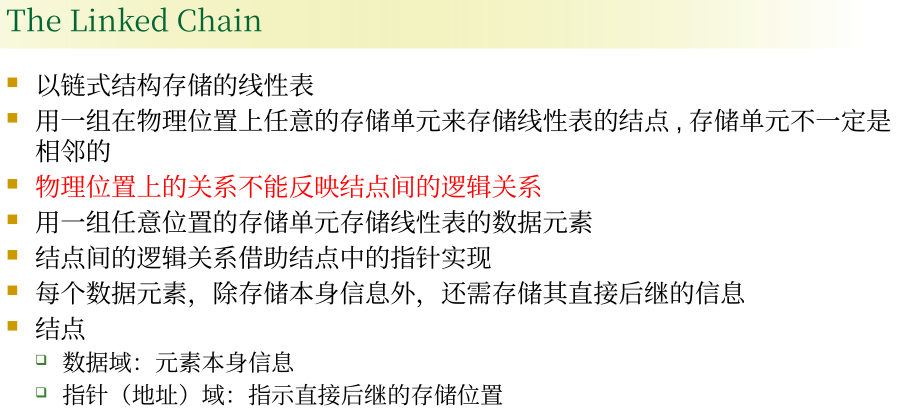 The Linked Chain
以链式结构存储的线性表
用一组在物理位置上任意的存储单元来存储线性表的结点 , 存储单元不一定是
相邻的
物理位置上的关系不能反映结点间的逻辑关系
用一组任意位置的存储单元存储线性表的数据元素
结点间的逻辑关系借助结点中的指针实现
每个数据元素，除存储本身信息外，还需存储其直接后继的信息
结点
数据域：元素本身信息
指针（地址）域：指示直接后继的存储位置